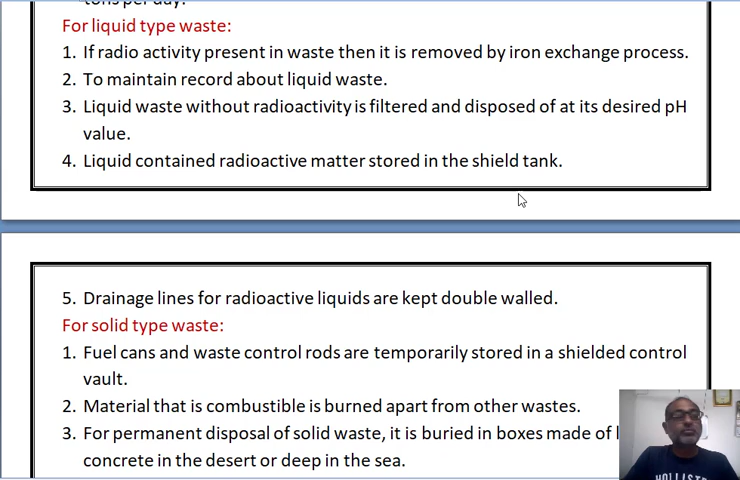 tons per day.
For liquid type waste:
1. If radio activity present in waste then it is removed by iron exchange process.
2. To maintain record about liquid waste.
3. Liquid waste without radioactivity is filtered and disposed of at its desired pH
value.
4. Liquid contained radioactive matter stored in the shield tank.
5. Drainage lines for radioactive liquids are kept double walled.
For solid type waste:
1. Fuel cans and waste control rods are temporarily stored in a shielded control
vault.
2. Material that is combustible is burned apart from other wastes.
3. For permanent disposal of solid waste, it is buried in boxes made of
concrete in the desert or deep in the sea.
HOLLISTE